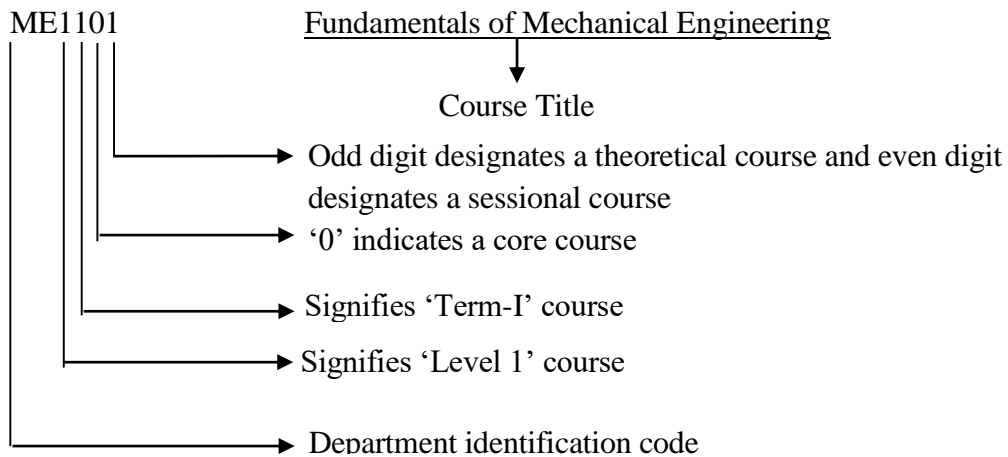 ME1101 Fundamentals of Mechanical Engineering
Course Title
Odd digit designates a theoretical course and even digit
designates a sessional course
‘0’ indicates a core course
Signifies ‘Term-I’ course
Signifies ‘Level 1’ course
Department identification code